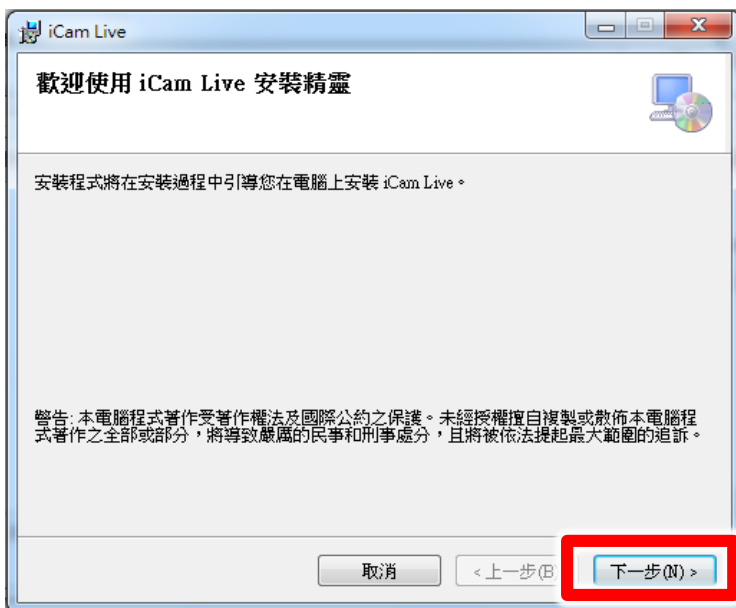 iCam Live
歡迎使用 iCam Live 安裝精靈
安裝程式將在安裝過程中引導您在電腦上安裝 iCam Live。
警告: 本電腦程式著作受著作權法及國際公約之保護。未經授權擅自複製或散佈本電腦程
式著作之全部或部分，將導致嚴厲的民事和刑事處分，且將被依法提起最大範圍的追訴。
取消
< 上一步(B
下一步(N) >